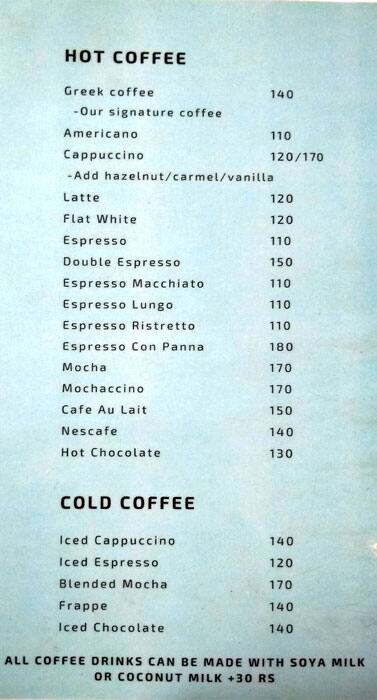 HOT COFFEE
Greek coffee 140
-Our signature coffee
Americano 110
Cappuccino 120/170
-Add hazelnut/carmel/vanilla
Latte 120
Flat White 120
Espresso 110
Double Espresso 150
Espresso Macchiato 110
Espresso Lungo 110
Espresso Ristretto 110
Espresso Con Panna 180
Mocha 170
Mochaccino 170
Cafe Au Lait 150
Nescafe 140
Hot Chocolate 130
COLD COFFEE
Iced Cappuccino 140
Iced Espresso 120
Blended Mocha 170
Frappe 140
Iced Chocolate 140
ALL COFFEE DRINKS CAN BE MADE WITH SOYA MILK
OR COCONUT MILK +30 RS